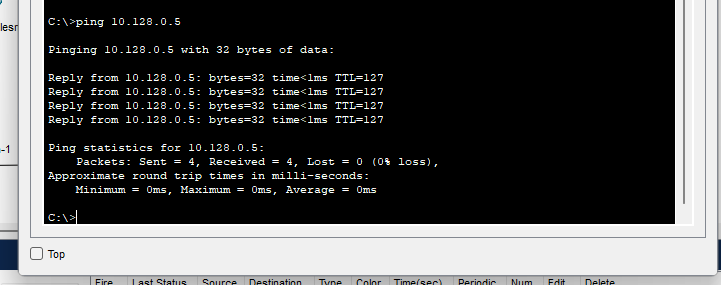 C:\>ping 10.128.0.5
Pinging 10.128.0.5 with 32 bytes of data:
Reply from 10.128.0.5: bytes=32 time<1ms TTL=127
Reply from 10.128.0.5: bytes=32 time<1ms TTL=127
Reply from 10.128.0.5: bytes=32 time<1ms TTL=127
Reply from 10.128.0.5: bytes=32 time<1ms TTL=127
Ping statistics for 10.128.0.5:
Packets: Sent = 4, Received = 4, Lost = 0 (0% loss),
Approximate round trip times in milli-seconds:
Minimum = 0ms, Maximum = 0ms, Average = 0ms
C:\>
lesr
-1
Top
Fire Last Status Source Destination Type Color Time(sec) Periodic Num Edit Delete